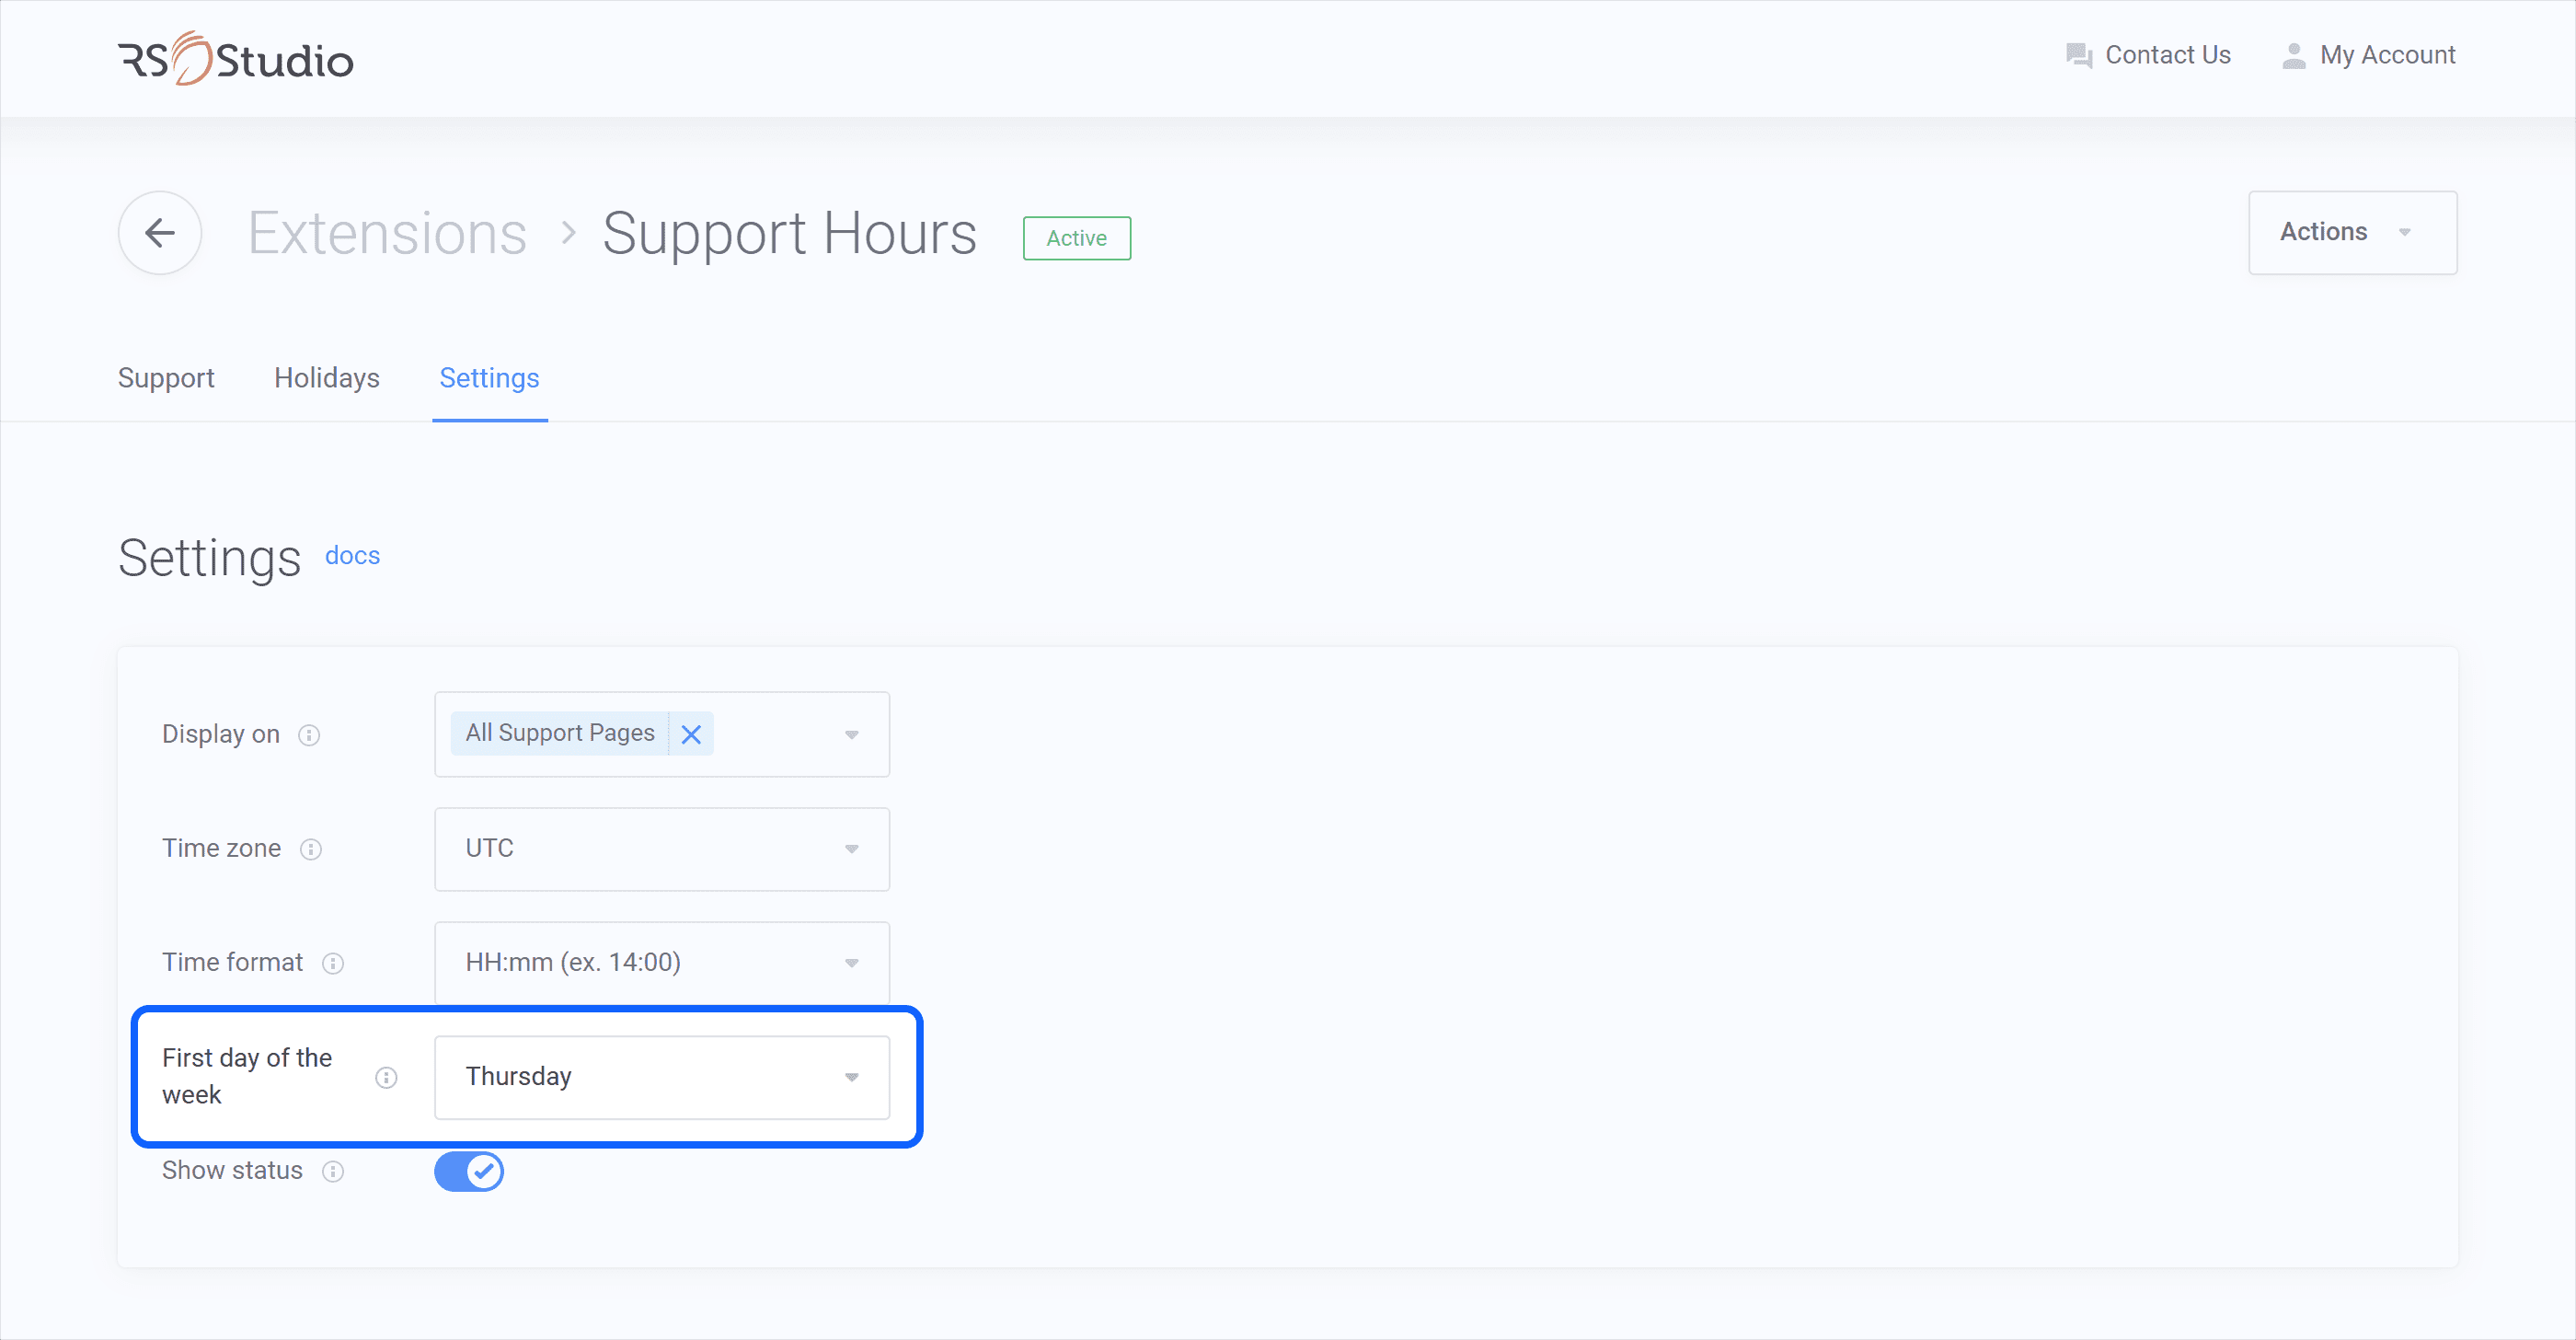 RS Studio
Contact Us
My Account
Extensions
Support Hours
Active
Actions
Support
Holidays
Settings
Settings
docs
Display on
All Support Pages
Time zone
UTC
Time format
HH:mm (ex. 14:00)
First day of the
week
Thursday
Show status